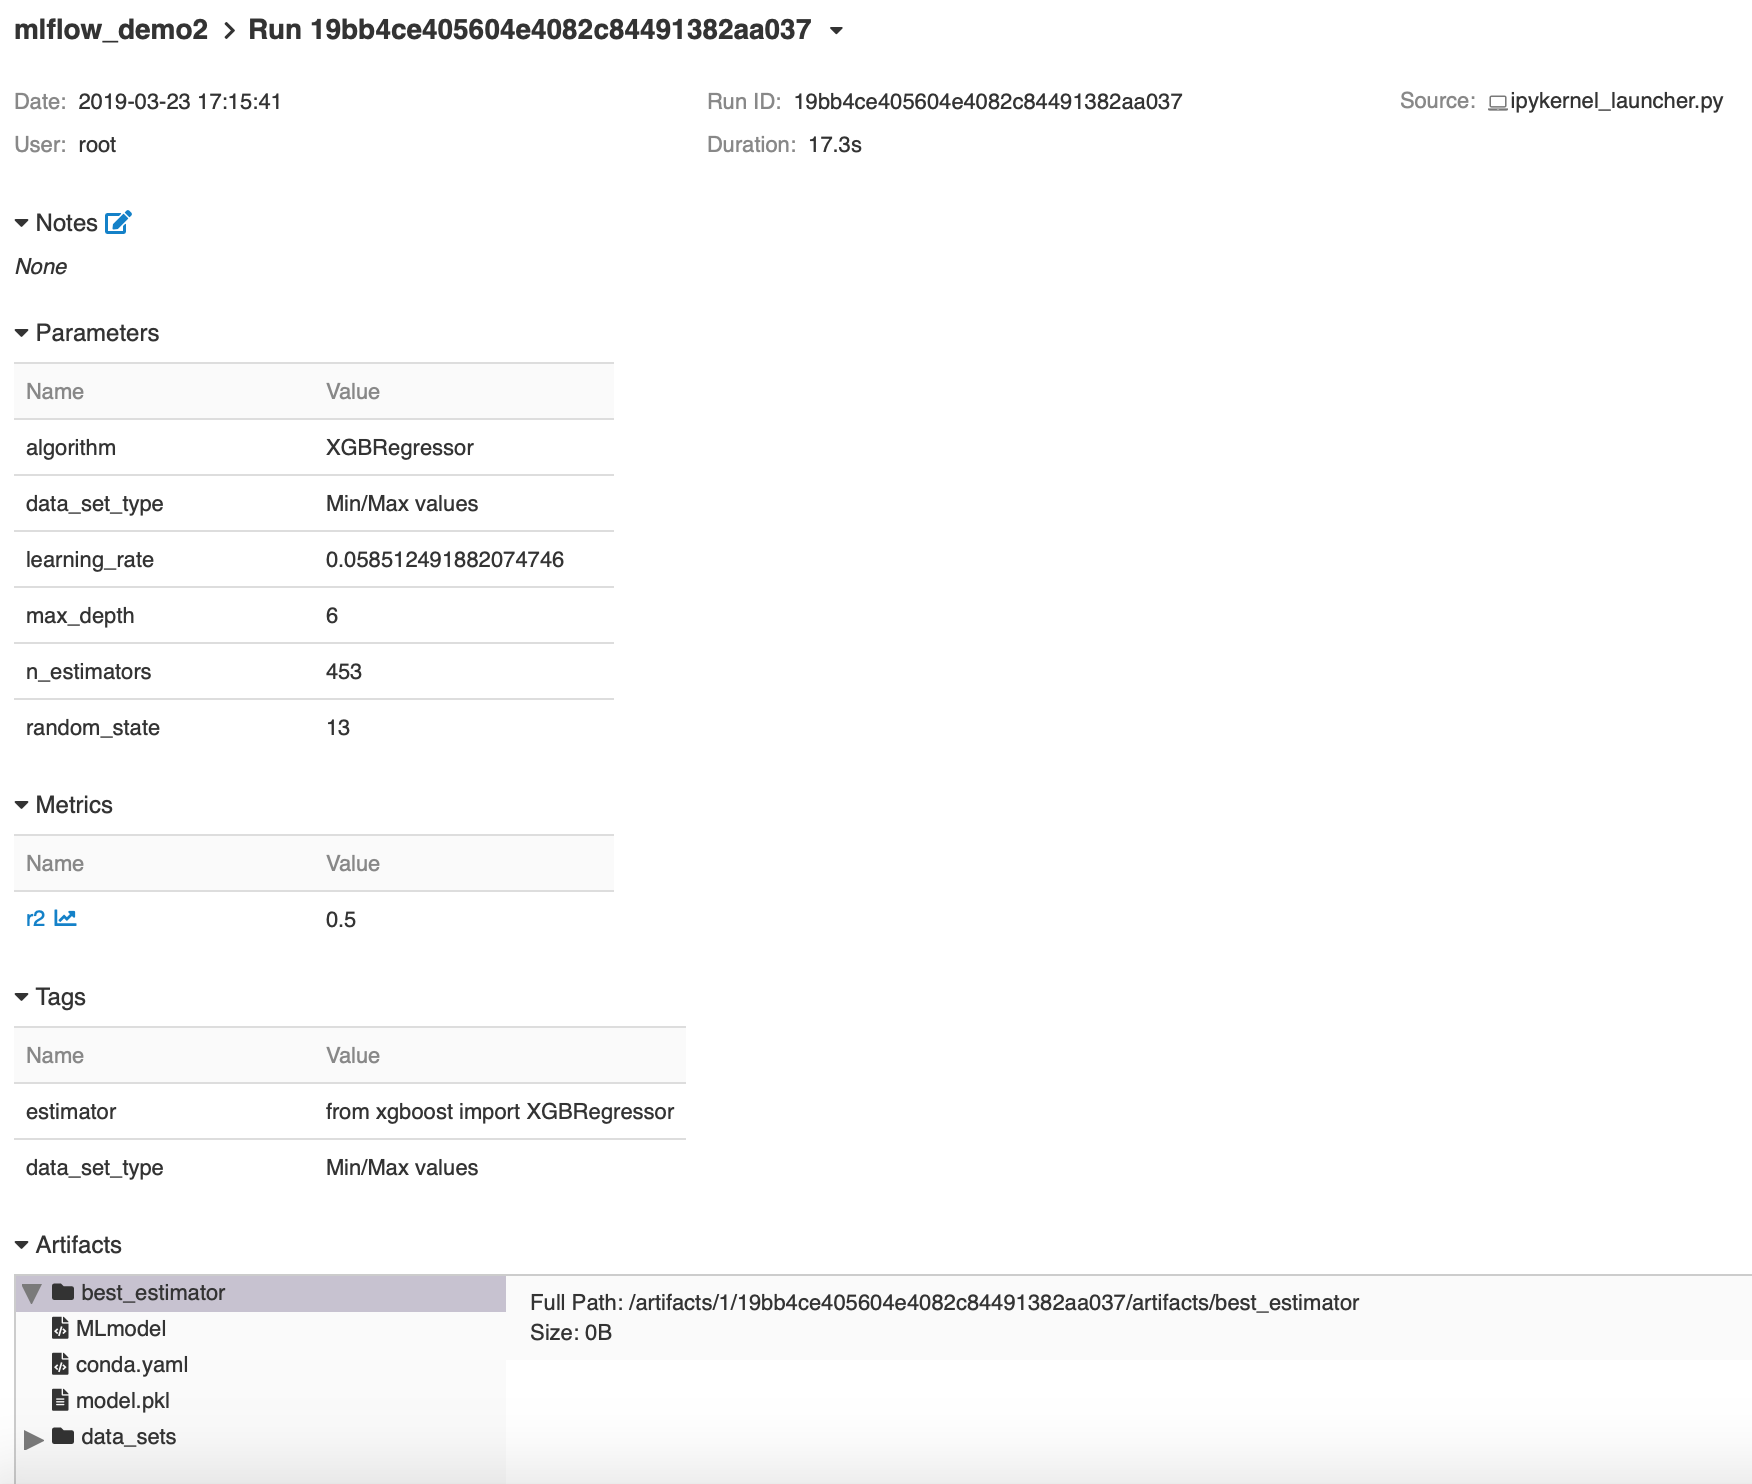 mlflow_demo2 > Run 19bb4ce405604e4082c84491382aa037
Date: 2019-03-23 17:15:41 Run ID: 19bb4ce405604e4082c84491382aa037 Source: ipykernel_launcher.py
User: root Duration: 17.3s
Notes
None
Parameters
Name Value
algorithm XGBRegressor
data_set_type Min/Max values
learning_rate 0.058512491882074746
max_depth 6
n_estimators 453
random_state 13
Metrics
Name Value
r2 0.5
Tags
Name Value
estimator from xgboost import XGBRegressor
data_set_type Min/Max values
Artifacts
best_estimator
Full Path: /artifacts/1/19bb4ce405604e4082c84491382aa037/artifacts/best_estimator
Size: 0B
MLmodel
conda.yaml
model.pkl
data_sets